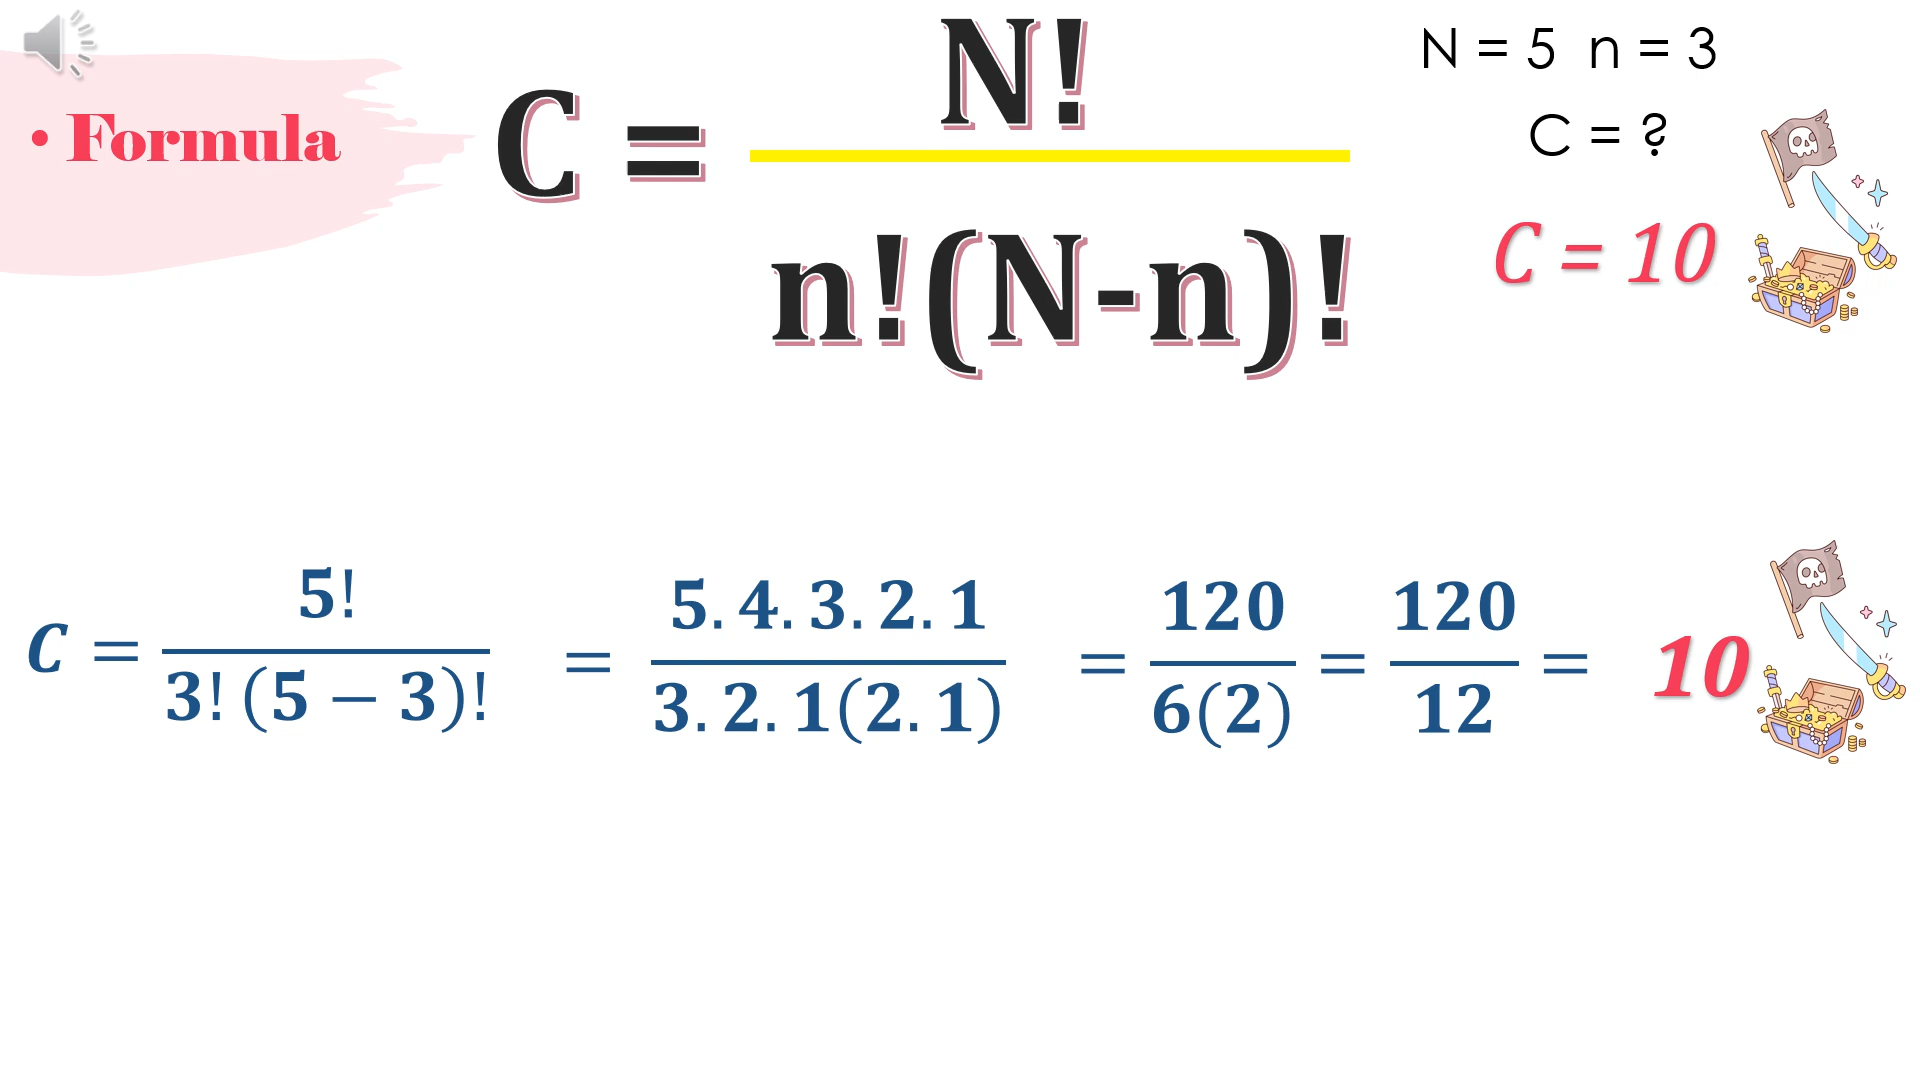 • Formula
C = N! / n!(N-n)!
N = 5 n = 3
C = ?
C = 10
C = 5! / 3!(5 − 3)! = 5.4.3.2.1 / 3.2.1(2.1) = 120 / 6(2) = 120 / 12 = 10